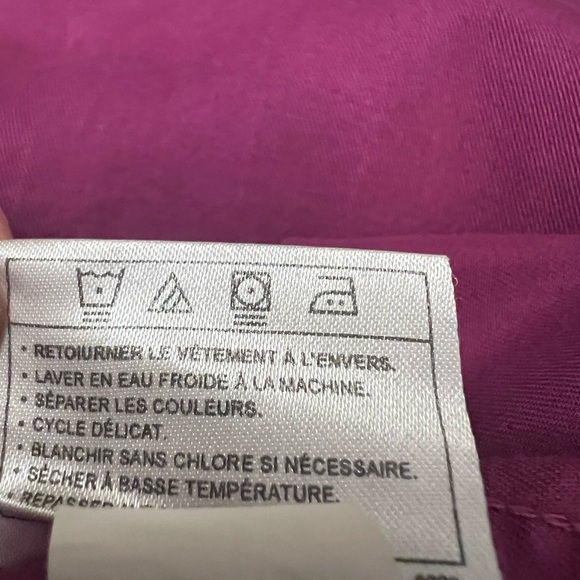 • RETOIURNER LE VÊTEMENT À L'ENVERS.
• LAVER EN EAU FROIDE À LA MACHINE.
• SÉPARER LES COULEURS.
• CYCLE DÉLICAT.
• BLANCHIR SANS CHLORE SI NÉCESSAIRE.
• SÉCHER À BASSE TEMPÉRATURE.
• REPASSER